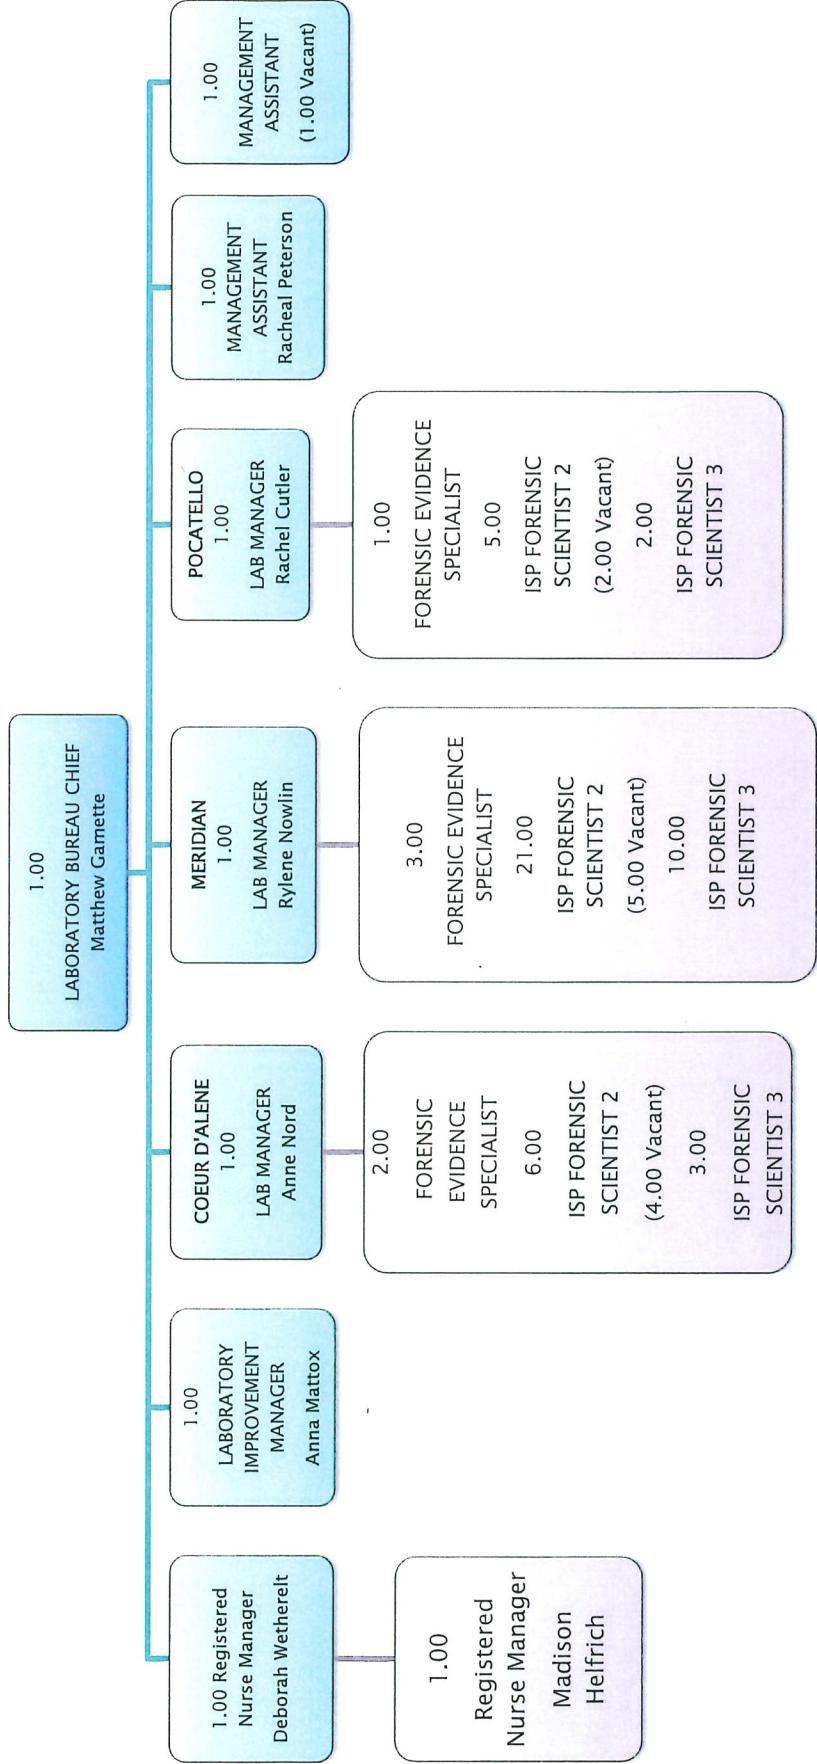 1.00
LABORATORY BUREAU CHIEF
Matthew Gamette
1.00 Registered
Nurse Manager
Deborah Wetherelt
1.00
Registered
Nurse Manager
Madison
Helfrich
1.00
LABORATORY
IMPROVEMENT
MANAGER
Anna Mattox
COEUR D'ALENE
1.00
LAB MANAGER
Anne Nord
2.00
FORENSIC
EVIDENCE
SPECIALIST
6.00
ISP FORENSIC
SCIENTIST 2
(4.00 Vacant)
3.00
ISP FORENSIC
SCIENTIST 3
MERIDIAN
1.00
LAB MANAGER
Rylene Nowlin
3.00
FORENSIC EVIDENCE
SPECIALIST
21.00
ISP FORENSIC
SCIENTIST 2
(5.00 Vacant)
10.00
ISP FORENSIC
SCIENTIST 3
POCATELLO
1.00
LAB MANAGER
Rachel Cutler
1.00
FORENSIC EVIDENCE
SPECIALIST
5.00
ISP FORENSIC
SCIENTIST 2
(2.00 Vacant)
2.00
ISP FORENSIC
SCIENTIST 3
1.00
MANAGEMENT
ASSISTANT
Racheal Peterson
1.00
MANAGEMENT
ASSISTANT
(1.00 Vacant)